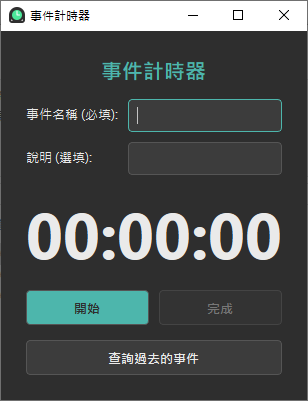 事件計時器
事件計時器
事件名稱 (必填):
說明 (選填):
00:00:00
開始 完成
查詢過去的事件